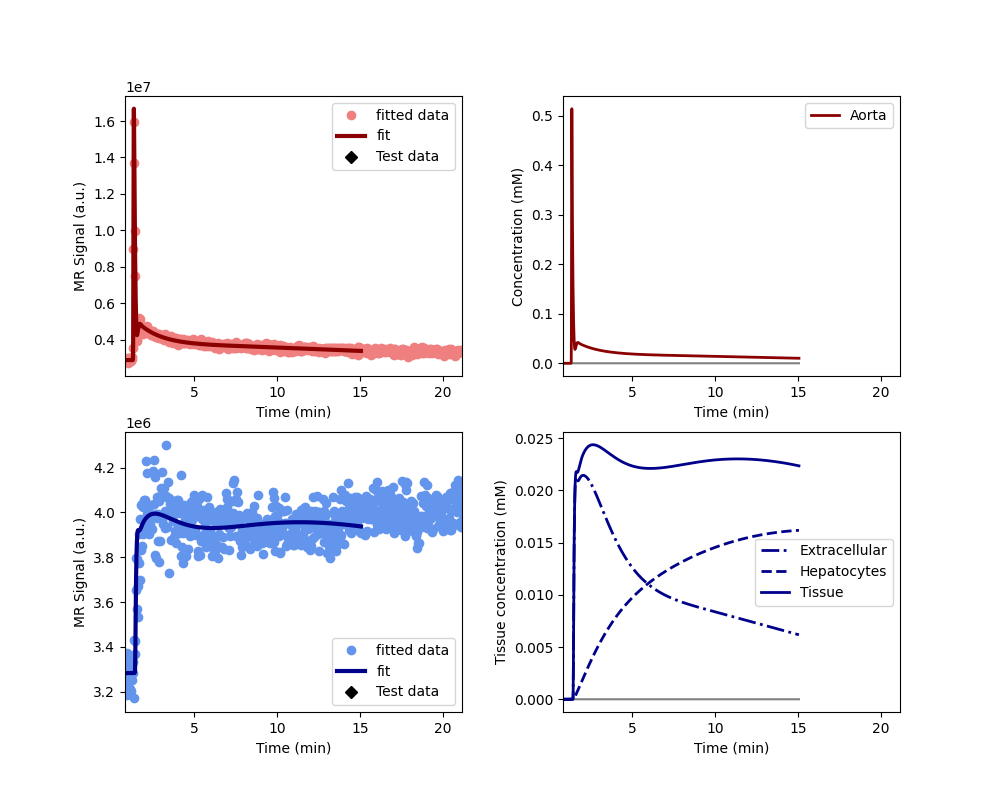 1e7
MR Signal (a.u.)
1.6
1.4
1.2
1.0
0.8
0.6
0.4
fitted data
fit
Test data
5
10
15
20
Time (min)
Concentration (mM)
0.5
0.4
0.3
0.2
0.1
0.0
Aorta
5
10
15
20
Time (min)
1e6
MR Signal (a.u.)
4.2
4.0
3.8
3.6
3.4
3.2
fitted data
fit
Test data
5
10
15
20
Time (min)
Tissue concentration (mM)
0.025
0.020
0.015
0.010
0.005
0.000
Extracellular
Hepatocytes
Tissue
5
10
15
20
Time (min)